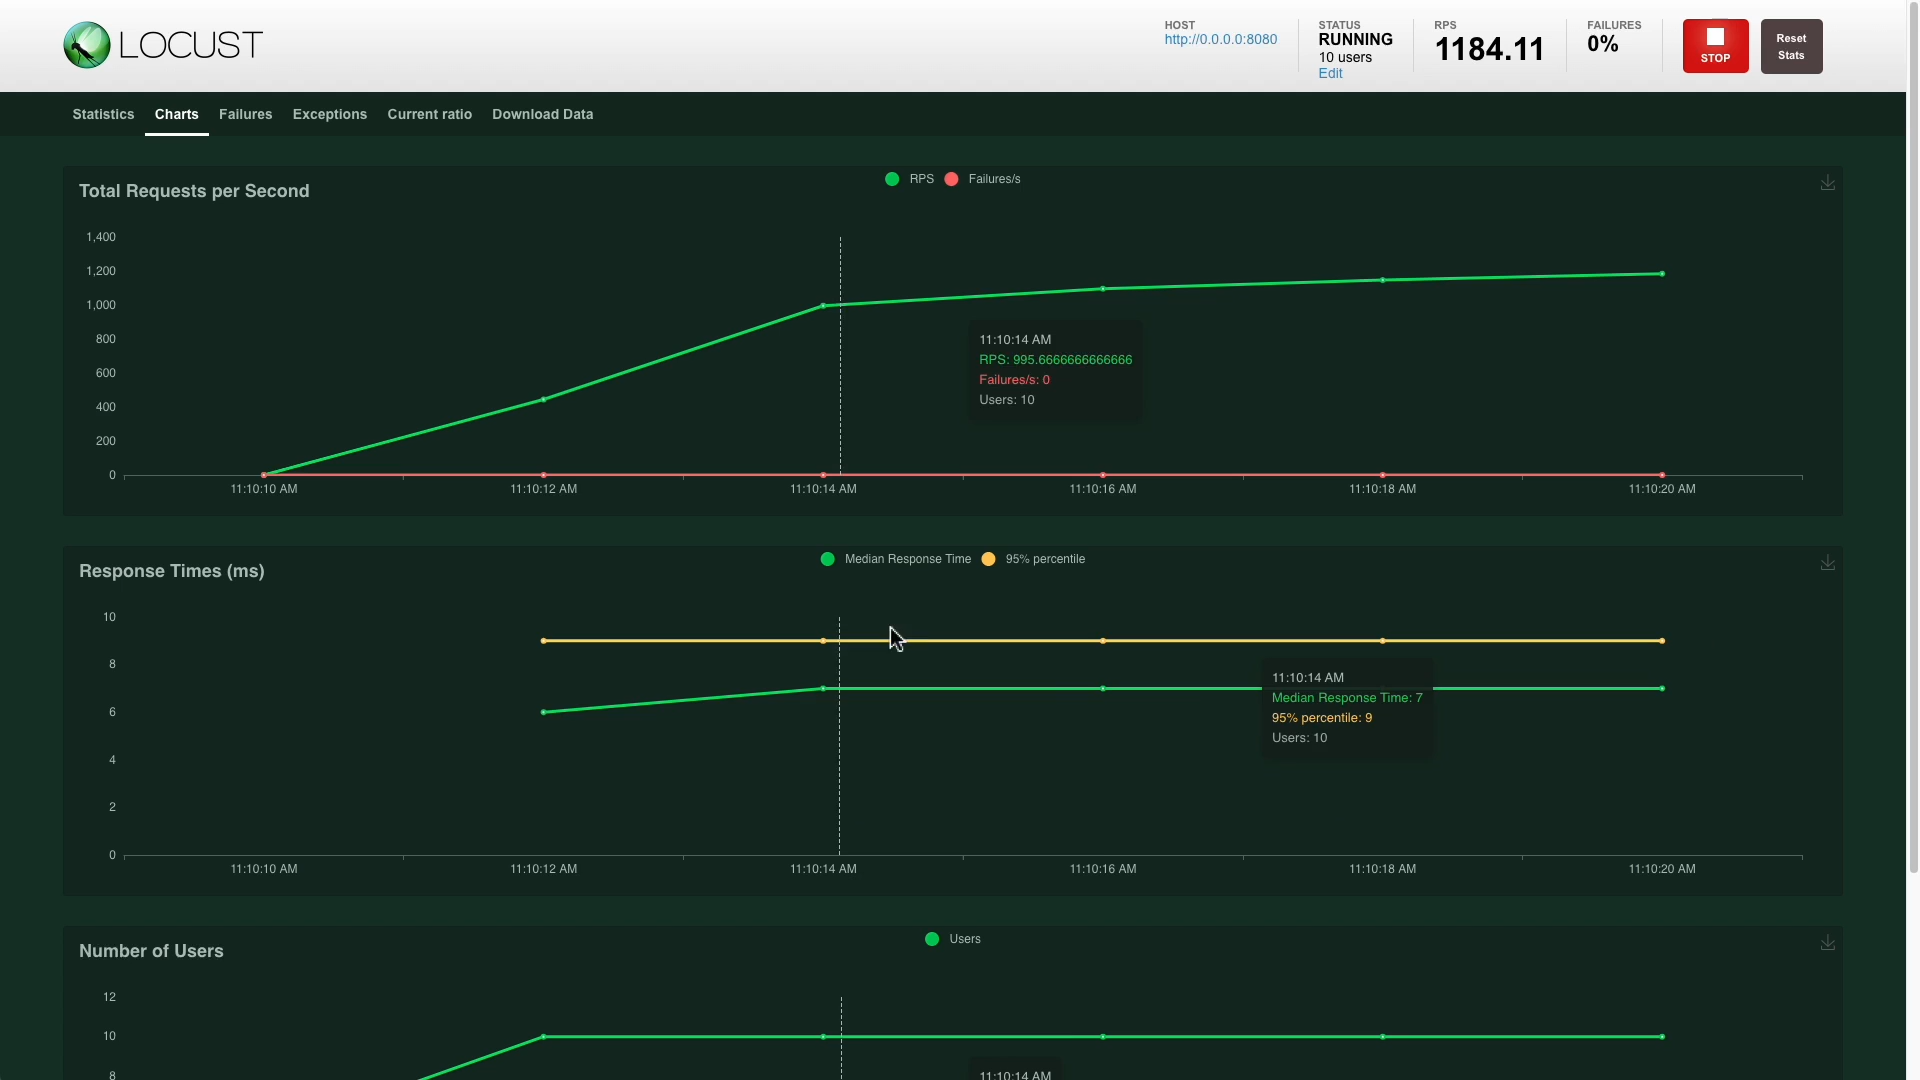 LOCUST
HOST
http://0.0.0.0:8080
STATUS
RUNNING
10 users
Edit
RPS
1184.11
FAILURES
0%
STOP
Reset
Stats
Statistics
Charts
Failures
Exceptions
Current ratio
Download Data
Total Requests per Second
RPS
Failures/s
1,400
1,200
1,000
800
600
400
200
0
11:10:14 AM
RPS: 995.6666666666666
Failures/s: 0
Users: 10
11:10:10 AM
11:10:12 AM
11:10:14 AM
11:10:16 AM
11:10:18 AM
11:10:20 AM
Response Times (ms)
Median Response Time
95% percentile
10
8
6
4
2
0
11:10:14 AM
Median Response Time: 7
95% percentile: 9
Users: 10
11:10:10 AM
11:10:12 AM
11:10:14 AM
11:10:16 AM
11:10:18 AM
11:10:20 AM
Number of Users
Users
12
10
8
11:10:14 AM